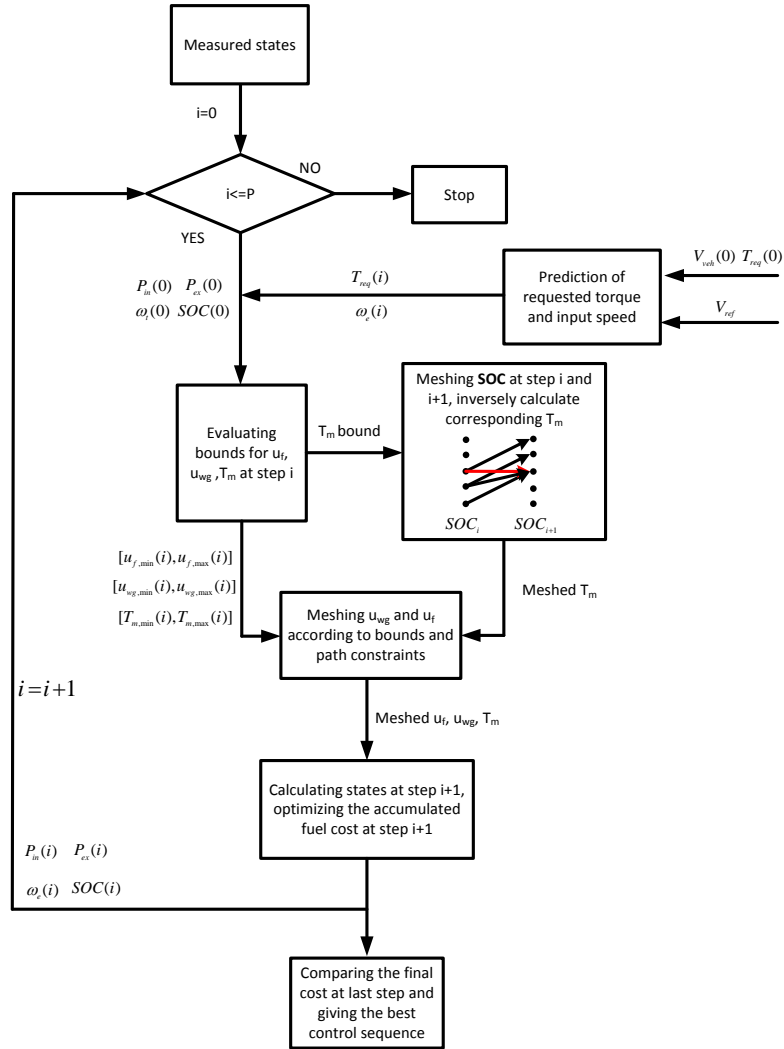 Measured states
i=0
i<=P
NO
Stop
YES
P_in(0) P_ex(0)
ω_t(0) SOC(0)
T_req(i)
ω_e(i)
Prediction of
requested torque
and input speed
V_veh(0) T_req(0)
V_ref
Evaluating
bounds for u_f,
u_wg ,T_m at step i
T_m bound
Meshing SOC at step i and
i+1, inversely calculate
corresponding T_m
SOC_i SOC_i+1
[u_f,min(i),u_f,max(i)]
[u_wg,min(i),u_wg,max(i)]
[T_m,min(i),T_m,max(i)]
Meshed T_m
Meshing u_wg and u_f
according to bounds and
path constraints
i=i+1
Meshed u_f, u_wg, T_m
Calculating states at step i+1,
optimizing the accumulated
fuel cost at step i+1
P_in(i) P_ex(i)
ω_e(i) SOC(i)
Comparing the final
cost at last step and
giving the best
control sequence